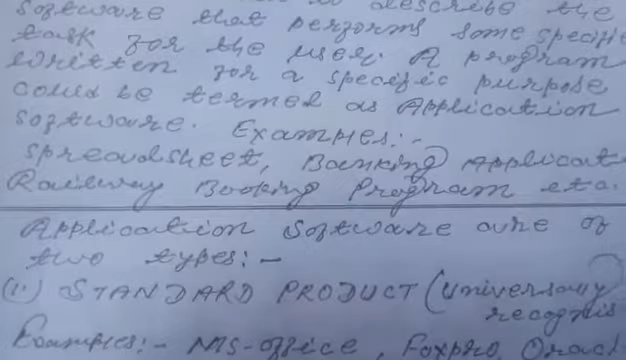 software that performs some specific
task for the user. A program
written for a specific purpose
could be termed as Application
software. Examples:-
spreadsheet, Banking Applicat
Railway Booking Program etc.
Application Software are of
two types:-
(1.) STANDARD PRODUCT (universally
recognis
Examples:- MS-office, Foxpro, Oracl